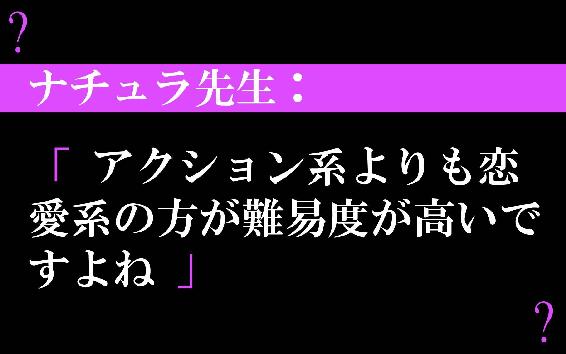 ?
ナチュラ先生：
「 アクション系よりも恋
愛系の方が難易度が高いで
すよね 」
?